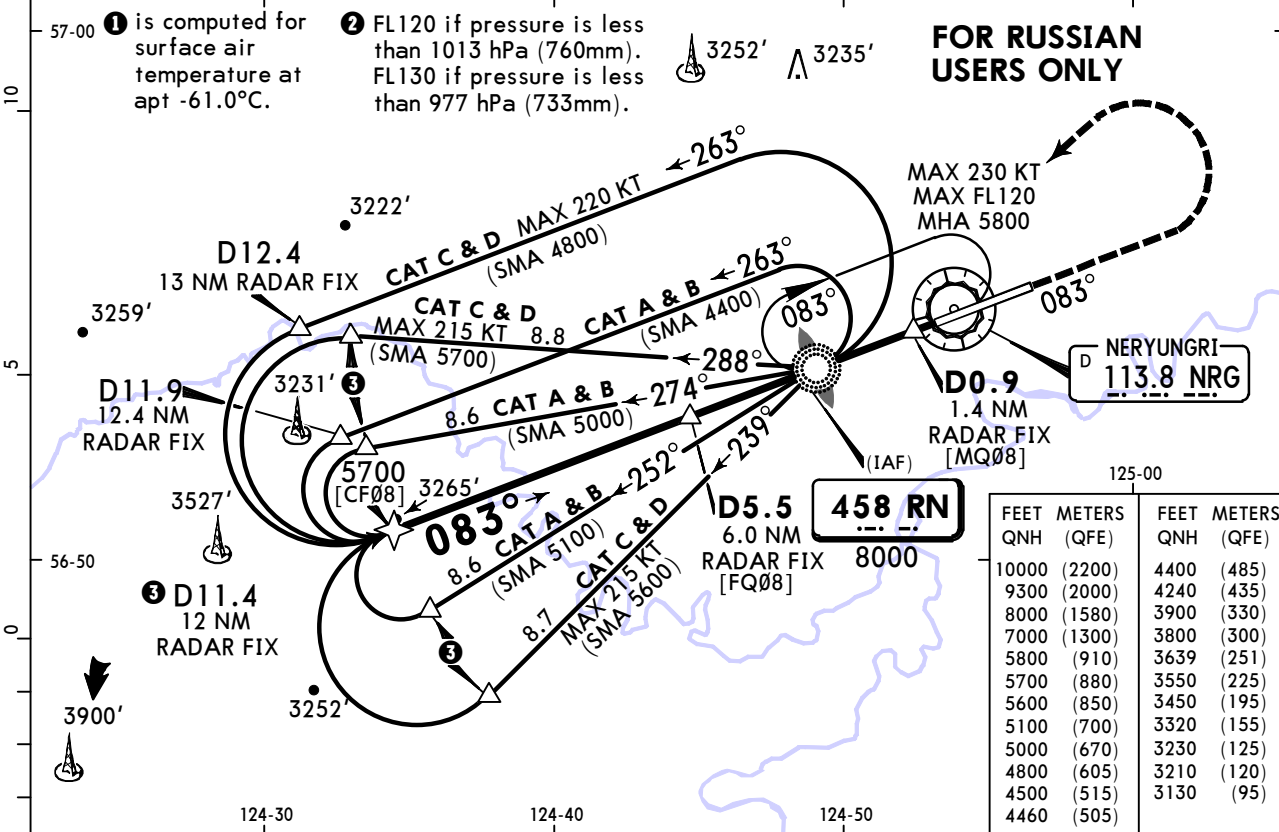 57-00
❶ is computed for
surface air
temperature at
apt -61.0°C.
❷ FL120 if pressure is less
than 1013 hPa (760mm).
FL130 if pressure is less
than 977 hPa (733mm).
3252'
3235'
FOR RUSSIAN
USERS ONLY
10
263°
MAX 230 KT
MAX FL120
MHA 5800
3222'
CAT C & D MAX 220 KT
(SMA 4800)
D12.4
13 NM RADAR FIX
263°
CAT A & B
(SMA 4400)
083°
083°
3259'
CAT C & D
MAX 215 KT 8.8
(SMA 5700)
288°
5
3231'
❸
D11.9
12.4 NM
RADAR FIX
274°
8.6 CAT A & B
(SMA 5000)
NERYUNGRI
D 113.8 NRG
D0.9
1.4 NM
RADAR FIX
[MQ08]
239°
(IAF)
5700
[CFØ8]
3265'
252°
083°
8.6 CAT A & B
(SMA 5100)
CAT C & D
8.7 MAX 215 KT
(SMA 5600)
3527'
D5.5
6.0 NM
RADAR FIX
[FQØ8]
458 RN
8000
125-00
56-50
❸ D11.4
12 NM
RADAR FIX
❸
0
3252'
3900'
124-30
124-40
124-50
FEET METERS FEET METERS
QNH (QFE) QNH (QFE)
10000 (2200) 4400 (485)
9300 (2000) 4240 (435)
8000 (1580) 3900 (330)
7000 (1300) 3800 (300)
5800 (910) 3639 (251)
5700 (880) 3550 (225)
5600 (850) 3450 (195)
5100 (700) 3320 (155)
5000 (670) 3230 (125)
4800 (605) 3210 (120)
4500 (515) 3130 (95)
4460 (505)